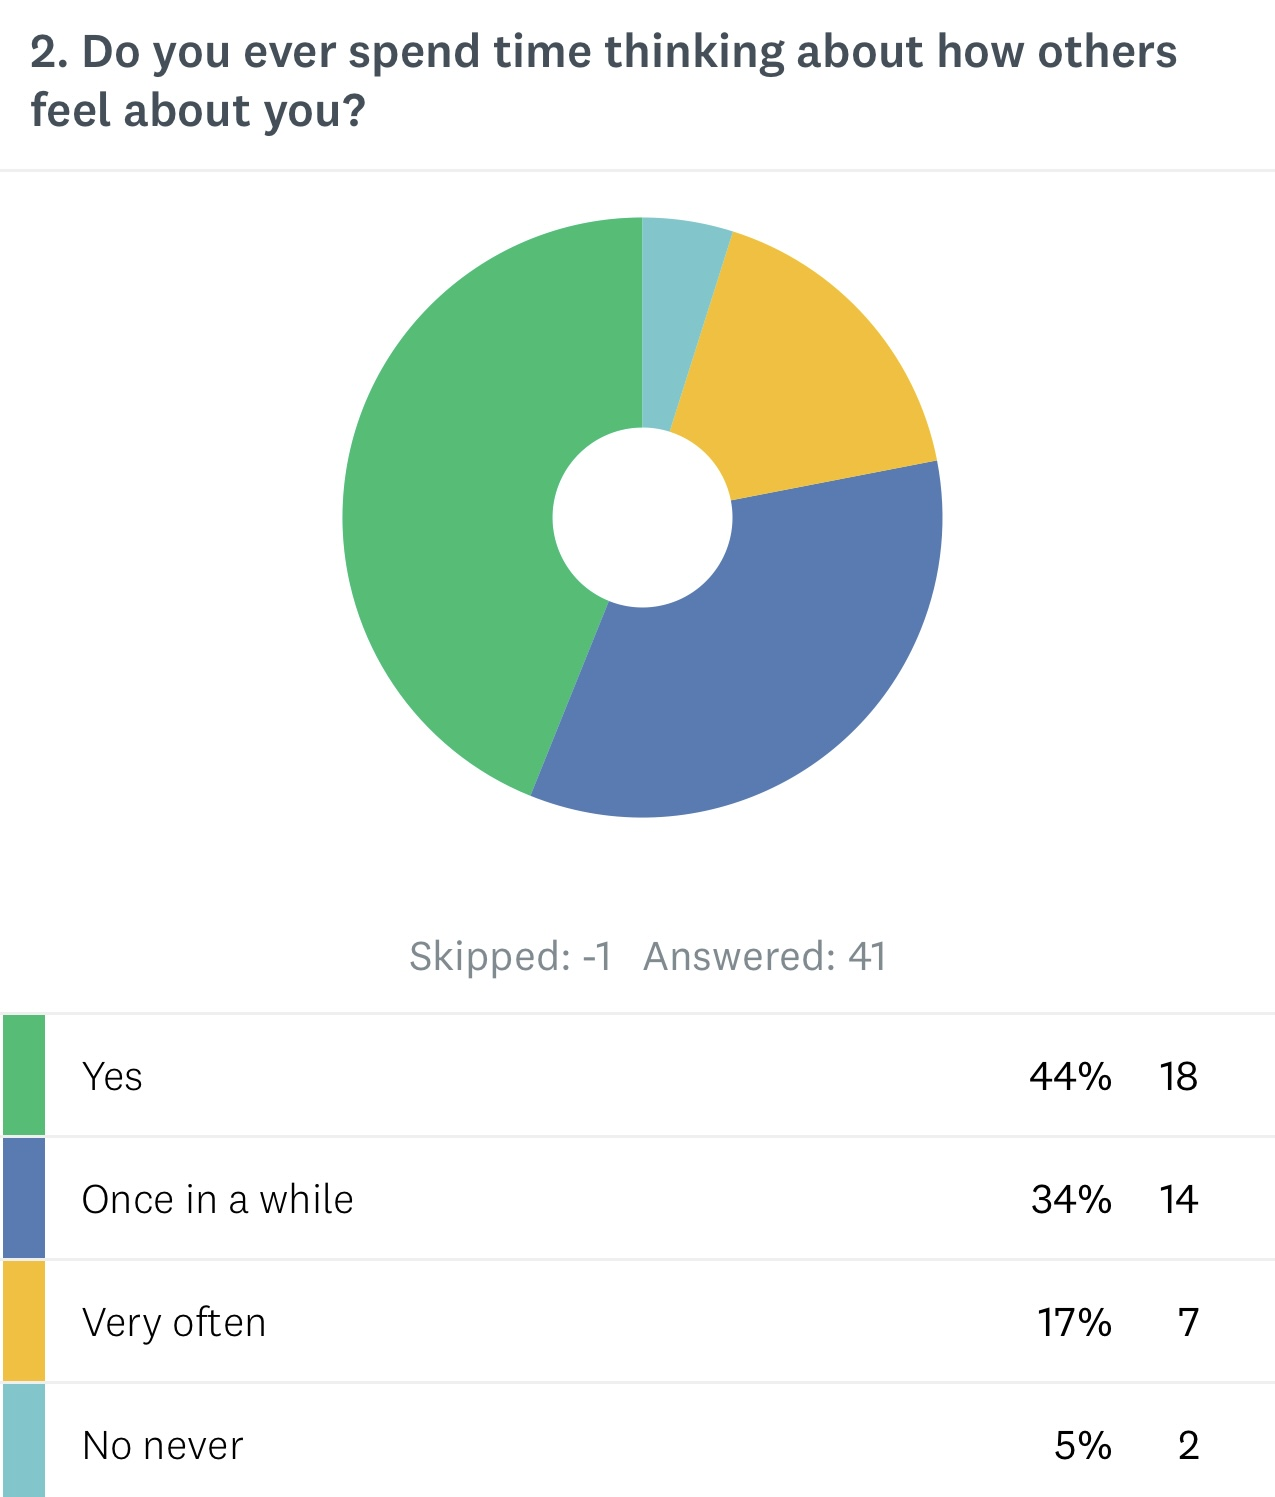 2. Do you ever spend time thinking about how others
feel about you?
Skipped: -1 Answered: 41
Yes 44% 18
Once in a while 34% 14
Very often 17% 7
No never 5% 2